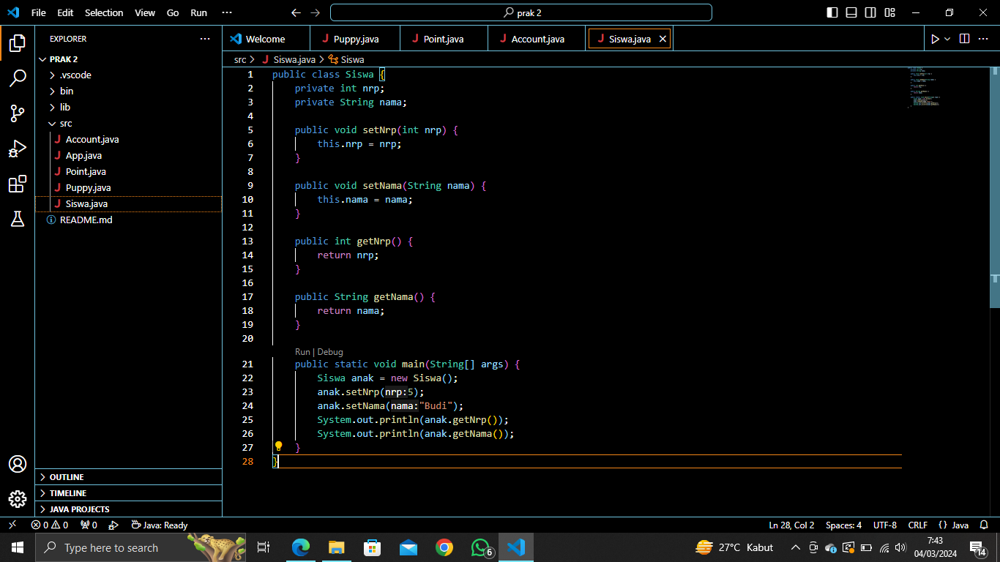 File Edit Selection View Go Run ··· prak 2
EXPLORER ···
PRAK 2
.vscode
bin
lib
src
Account.java
App.java
Point.java
Puppy.java
Siswa.java
README.md
OUTLINE
TIMELINE
JAVA PROJECTS
Welcome Puppy.java Point.java Account.java Siswa.java
src > Siswa.java > Siswa
1 public class Siswa {
2 private int nrp;
3 private String nama;
4
5 public void setNrp(int nrp) {
6 this.nrp = nrp;
7 }
8
9 public void setNama(String nama) {
10 this.nama = nama;
11 }
12
13 public int getNrp() {
14 return nrp;
15 }
16
17 public String getNama() {
18 return nama;
19 }
20
Run | Debug
21 public static void main(String[] args) {
22 Siswa anak = new Siswa();
23 anak.setNrp(nrp:5);
24 anak.setNama(nama:"Budi");
25 System.out.println(anak.getNrp());
26 System.out.println(anak.getNama());
27 }
28 }
0 0 0 Java: Ready Ln 28, Col 2 Spaces: 4 UTF-8 CRLF {} Java
Type here to search 6 27°C Kabut 7:43
04/03/2024 14